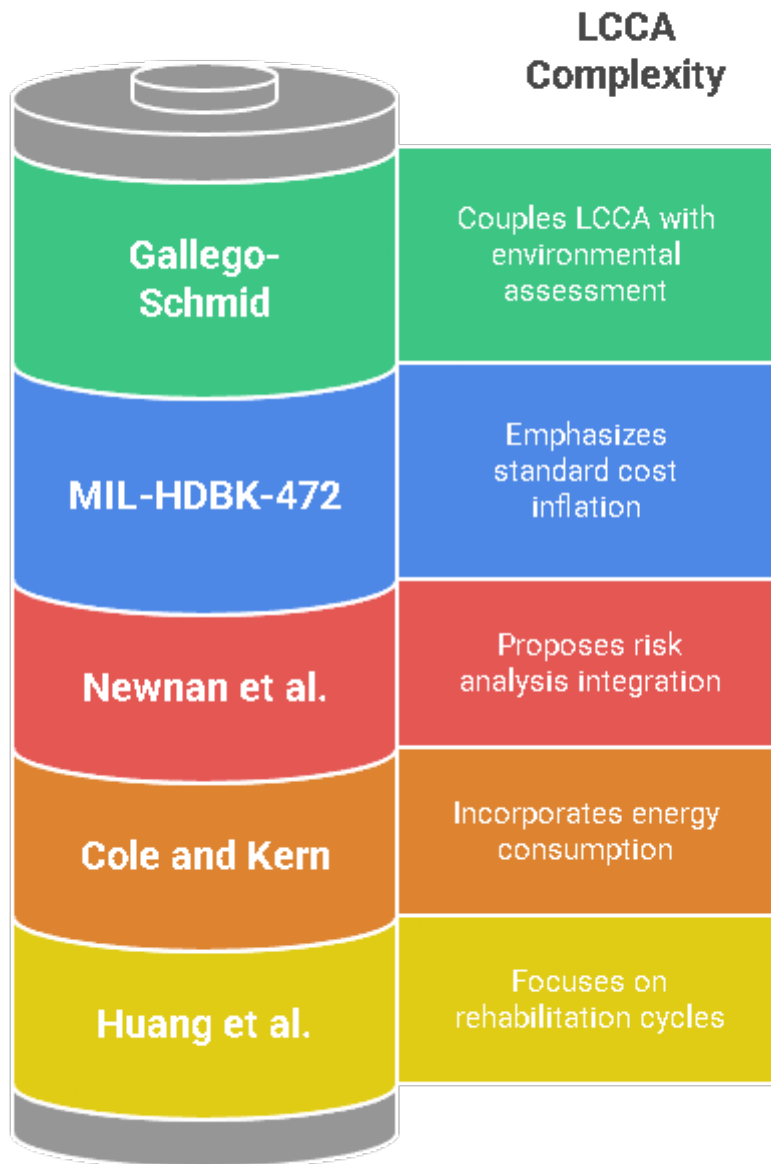 LCCA
Complexity
Gallego-
Schmid
Couples LCCA with
environmental
assessment
MIL-HDBK-472
Emphasizes
standard cost
inflation
Newnan et al.
Proposes risk
analysis integration
Cole and Kern
Incorporates energy
consumption
Huang et al.
Focuses on
rehabilitation cycles